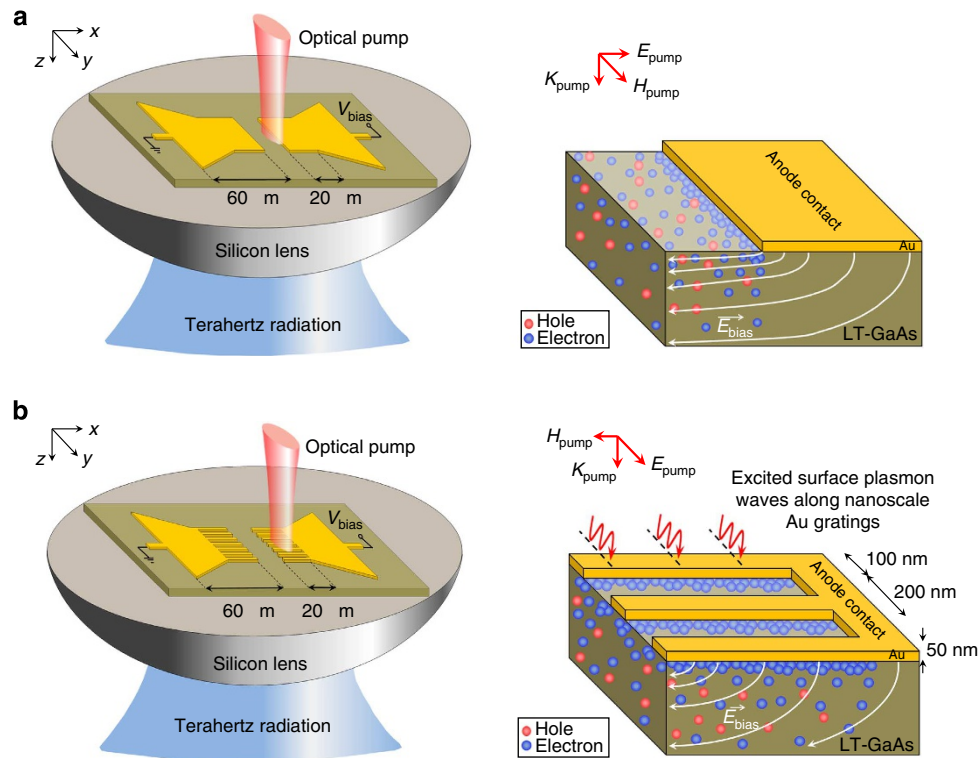 a
x
y
z
Optical pump
V bias
60 m 20 m
Silicon lens
Terahertz radiation
E pump
K pump
H pump
Anode contact
Au
E bias
LT-GaAs
Hole
Electron
b
x
y
z
Optical pump
V bias
60 m 20 m
Silicon lens
Terahertz radiation
H pump
K pump
E pump
Excited surface plasmon
waves along nanoscale
Au gratings
100 nm
200 nm
Anode contact
50 nm
Au
E bias
LT-GaAs
Hole
Electron